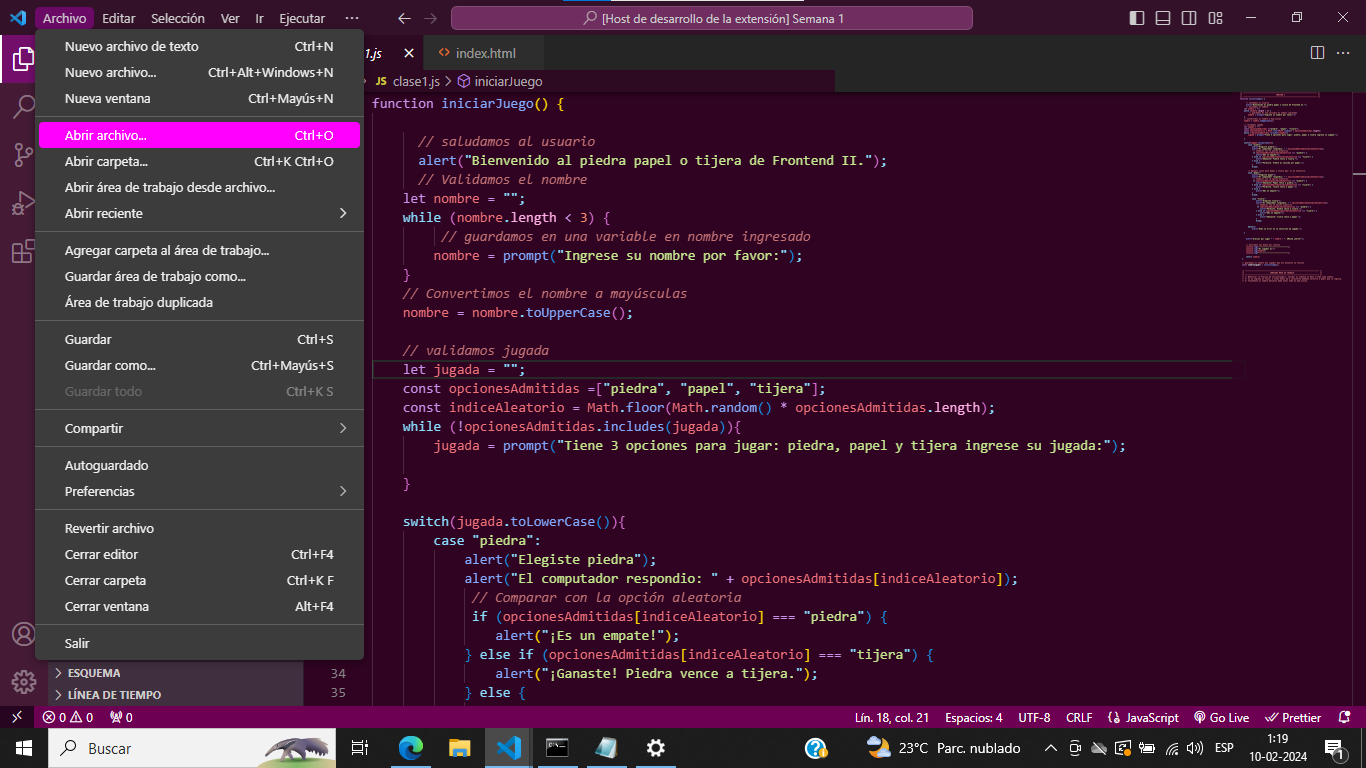 Archivo Editar Selección Ver Ir Ejecutar ··· [Host de desarrollo de la extensión] Semana 1
Nuevo archivo de texto Ctrl+N
Nuevo archivo... Ctrl+Alt+Windows+N
Nueva ventana Ctrl+Mayús+N
Abrir archivo... Ctrl+O
Abrir carpeta... Ctrl+K Ctrl+O
Abrir área de trabajo desde archivo...
Abrir reciente
Agregar carpeta al área de trabajo...
Guardar área de trabajo como...
Área de trabajo duplicada
Guardar Ctrl+S
Guardar como... Ctrl+Mayús+S
Guardar todo Ctrl+K S
Compartir
Autoguardado
Preferencias
Revertir archivo
Cerrar editor Ctrl+F4
Cerrar carpeta Ctrl+K F
Cerrar ventana Alt+F4
Salir
ESQUEMA
LÍNEA DE TIEMPO
1.js index.html
JS clase1.js > iniciarJuego
function iniciarJuego() {
// saludamos al usuario
alert("Bienvenido al piedra papel o tijera de Frontend II.");
// Validamos el nombre
let nombre = "";
while (nombre.length < 3) {
// guardamos en una variable en nombre ingresado
nombre = prompt("Ingrese su nombre por favor:");
}
// Convertimos el nombre a mayúsculas
nombre = nombre.toUpperCase();
// validamos jugada
let jugada = "";
const opcionesAdmitidas =["piedra", "papel", "tijera"];
const indiceAleatorio = Math.floor(Math.random() * opcionesAdmitidas.length);
while (!opcionesAdmitidas.includes(jugada)){
jugada = prompt("Tiene 3 opciones para jugar: piedra, papel y tijera ingrese su jugada:");
}
switch(jugada.toLowerCase()){
case "piedra":
alert("Elegiste piedra");
alert("El computador respondio: " + opcionesAdmitidas[indiceAleatorio]);
// Comparar con la opción aleatoria
if (opcionesAdmitidas[indiceAleatorio] === "piedra") {
alert("¡Es un empate!");
} else if (opcionesAdmitidas[indiceAleatorio] === "tijera") {
34 alert("¡Ganaste! Piedra vence a tijera.");
35 } else {
0 0 0 Lín. 18, col. 21 Espacios: 4 UTF-8 CRLF {} JavaScript Go Live Prettier
Buscar 23°C Parc. nublado ESP 1:19
10-02-2024 1